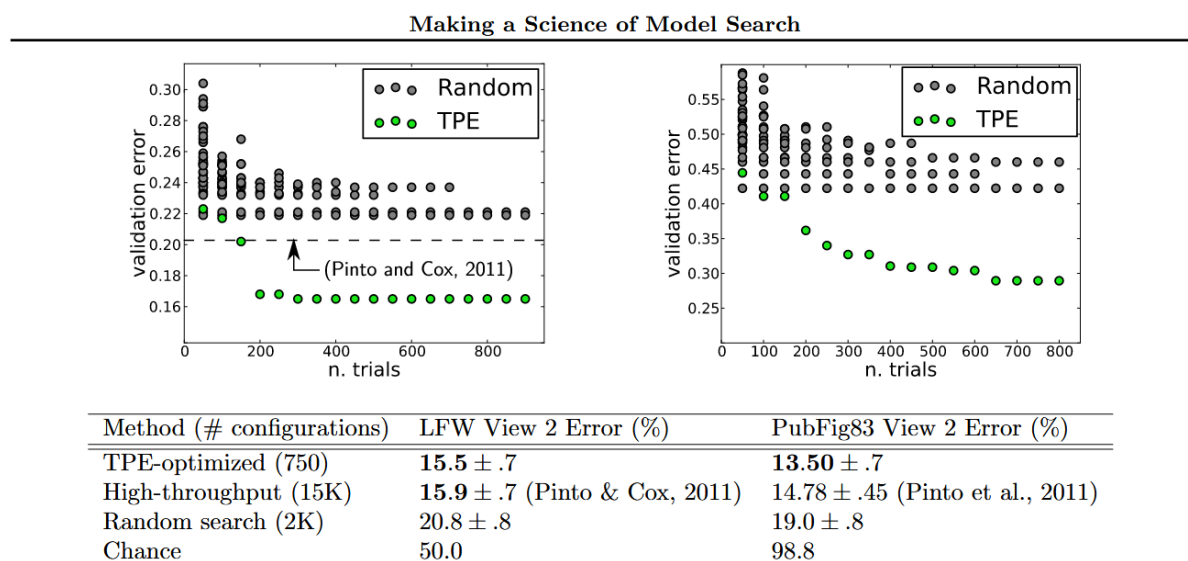 Making a Science of Model Search
0.30
0.28
0.26
0.24
0.22
0.20
0.18
0.16
validation error
Random
TPE
(Pinto and Cox, 2011)
0 200 400 600 800
n. trials
0.55
0.50
0.45
0.40
0.35
0.30
0.25
validation error
Random
TPE
0 100 200 300 400 500 600 700 800
n. trials
Method (# configurations) LFW View 2 Error (%) PubFig83 View 2 Error (%)
TPE-optimized (750) 15.5 ± .7 13.50 ± .7
High-throughput (15K) 15.9 ± .7 (Pinto & Cox, 2011) 14.78 ± .45 (Pinto et al., 2011)
Random search (2K) 20.8 ± .8 19.0 ± .8
Chance 50.0 98.8